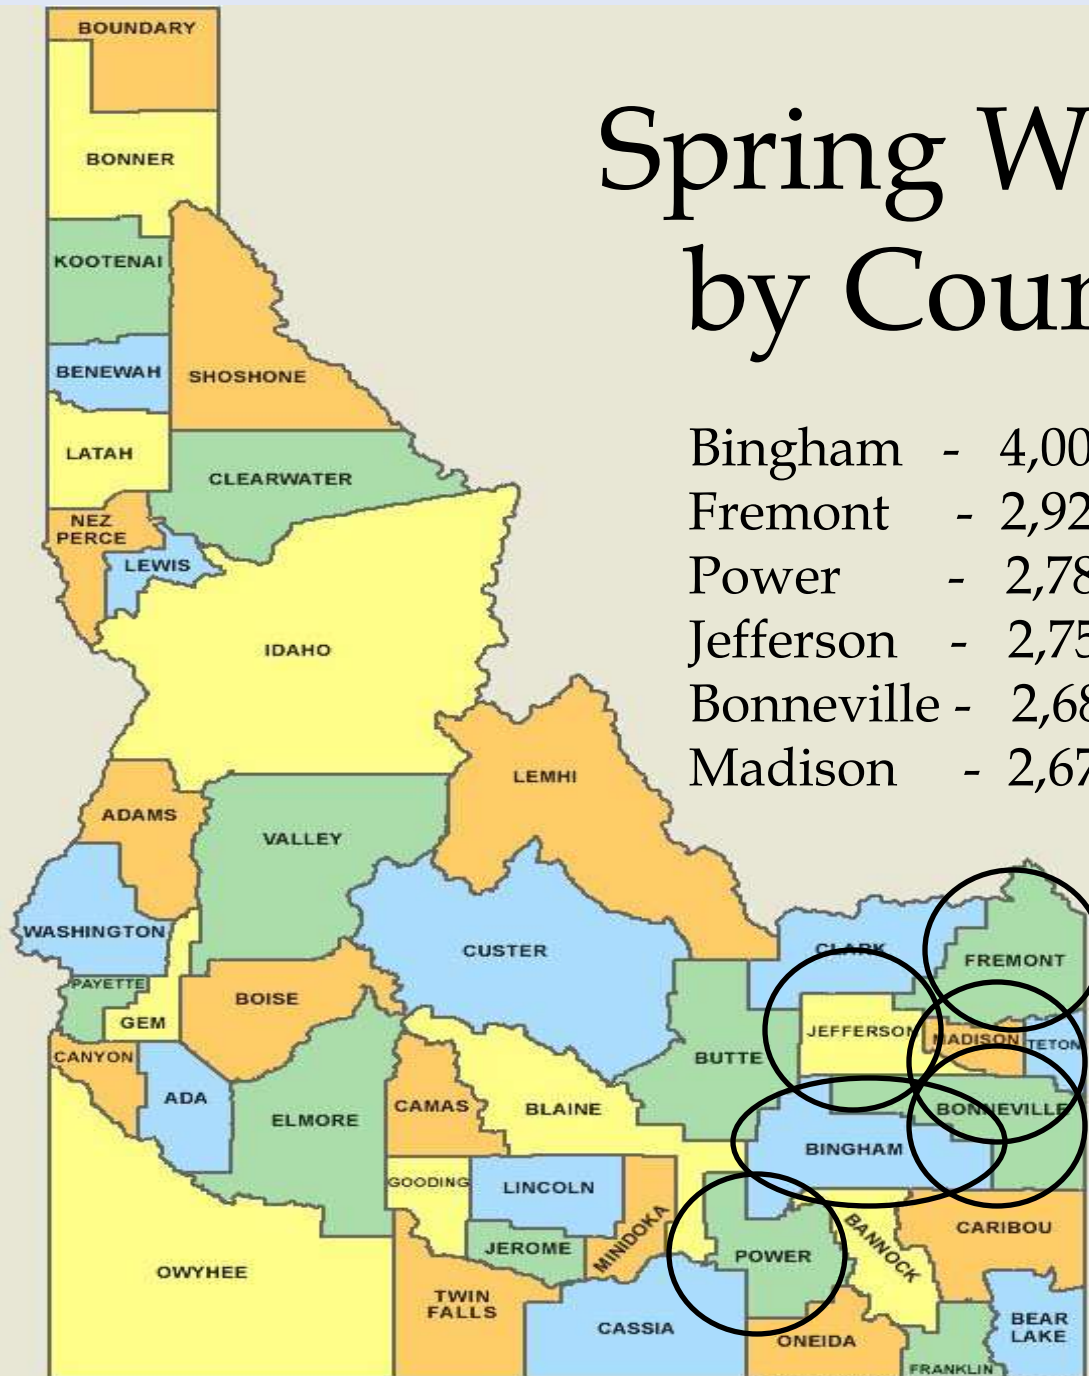 BOUNDARY
BONNER
Spring W
by Coun
KOOTENAI
BENEWAH
SHOSHONE
LATAH
CLEARWATER
NEZ
PERCE
LEWIS
IDAHO
Bingham - 4,00
Fremont - 2,92
Power - 2,78
Jefferson - 2,75
Bonneville - 2,68
Madison - 2,67
LEMHI
ADAMS
VALLEY
WASHINGTON
CUSTER
CLARK
FREMONT
PAYETTE
GEM
BOISE
JEFFERSON
MADISON
TETON
CANYON
ADA
BUTTE
ELMORE
CAMAS
BLAINE
BONNEVILLE
BINGHAM
GOODING
LINCOLN
MINIDOKA
JEROME
POWER
BANNOCK
CARIBOU
OWYHEE
TWIN
FALLS
CASSIA
ONEIDA
BEAR
LAKE
FRANKLIN